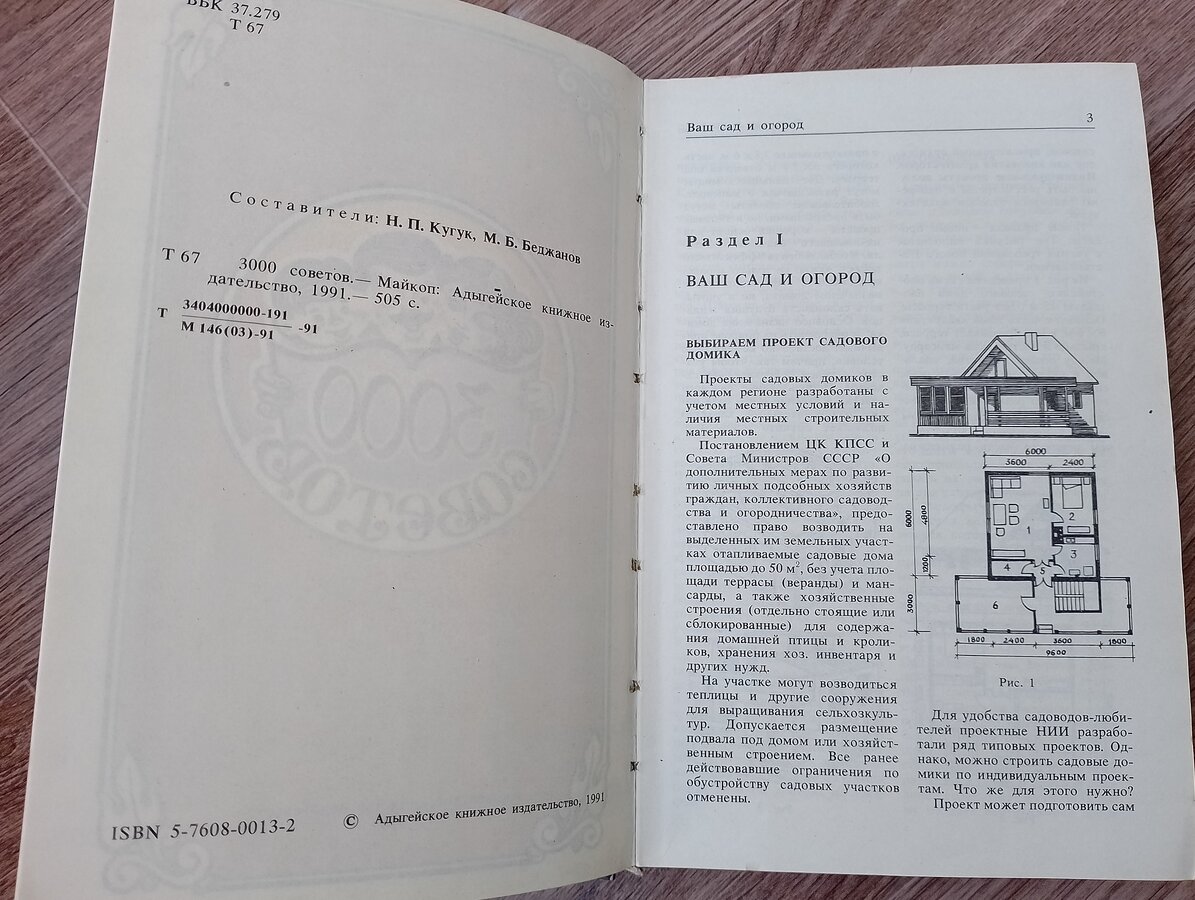 ББК 37.279
Т 67
Составители: Н. П. Кугук, М. Б. Беджанов
Т 67 3000 советов.— Майкоп: Адыгейское книжное из-
дательство, 1991.— 505 с.
Т 3404000000-191 -91
М 146(03)-91
ISBN 5-7608-0013-2
© Адыгейское книжное издательство, 1991
Ваш сад и огород 3
Раздел I
ВАШ САД И ОГОРОД
ВЫБИРАЕМ ПРОЕКТ САДОВОГО
ДОМИКА
Проекты садовых домиков в
каждом регионе разработаны с
учетом местных условий и на-
личия местных строительных
материалов.
Постановлением ЦК КПСС и
Совета Министров СССР «О
дополнительных мерах по разви-
тию личных подсобных хозяйств
граждан, коллективного садовод-
ства и огородничества», предо-
ставлено право возводить на
выделенных им земельных участ-
ках отапливаемые садовые дома
площадью до 50 м², без учета пло-
щади террасы (веранды) и ман-
сарды, а также хозяйственные
строения (отдельно стоящие или
сблокированные) для содержа-
ния домашней птицы и кроли-
ков, хранения хоз. инвентаря и
других нужд.
На участке могут возводиться
теплицы и другие сооружения
для выращивания сельхозкуль-
тур. Допускается размещение
подвала под домом или хозяйст-
венным строением. Все ранее
действовавшие ограничения по
обустройству садовых участков
отменены.
6000
3600 2400
6000
4800
1200
3000
1
2
3
4
5
6
1800 2400 3600 1800
9600
Рис. 1
Для удобства садоводов-люби-
телей проектные НИИ разрабо-
тали ряд типовых проектов. Од-
нако, можно строить садовые до-
мики по индивидуальным проек-
там. Что же для этого нужно?
Проект может подготовить сам